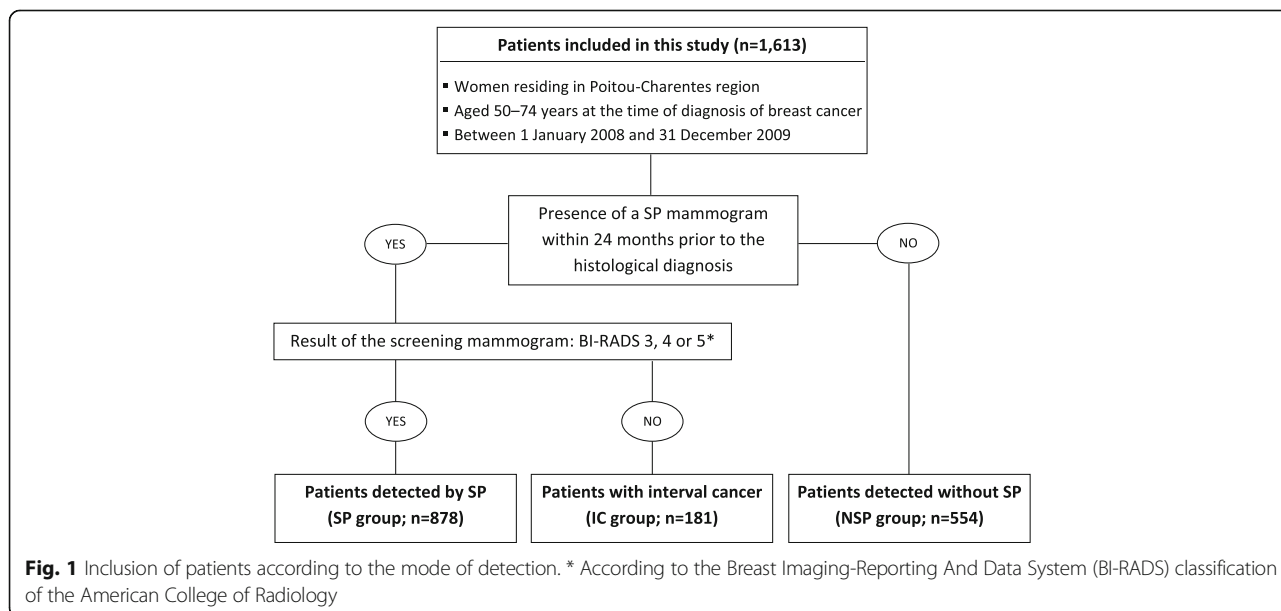 Patients included in this study (n=1,613)
▪ Women residing in Poitou-Charentes region
▪ Aged 50–74 years at the time of diagnosis of breast cancer
▪ Between 1 January 2008 and 31 December 2009
Presence of a SP mammogram
within 24 months prior to the
histological diagnosis
YES
NO
Result of the screening mammogram: BI-RADS 3, 4 or 5*
YES
NO
Patients detected by SP
(SP group; n=878)
Patients with interval cancer
(IC group; n=181)
Patients detected without SP
(NSP group; n=554)
Fig. 1 Inclusion of patients according to the mode of detection. * According to the Breast Imaging-Reporting And Data System (BI-RADS) classification
of the American College of Radiology